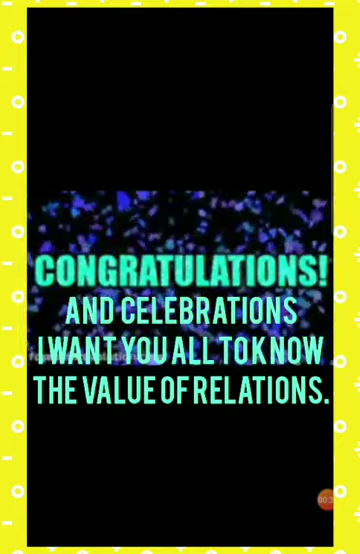 CONGRATULATIONS!
AND CELEBRATIONS
I WANT YOU ALL TO KNOW
THE VALUE OF RELATIONS.